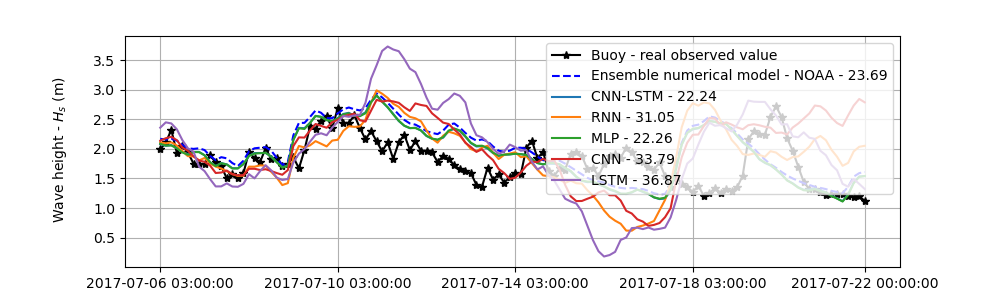 Wave height - Hs (m)
3.5
3.0
2.5
2.0
1.5
1.0
0.5
Buoy - real observed value
Ensemble numerical model - NOAA - 23.69
CNN-LSTM - 22.24
RNN - 31.05
MLP - 22.26
CNN - 33.79
LSTM - 36.87
2017-07-06 03:00:00 2017-07-10 03:00:00 2017-07-14 03:00:00 2017-07-18 03:00:00 2017-07-22 00:00:00